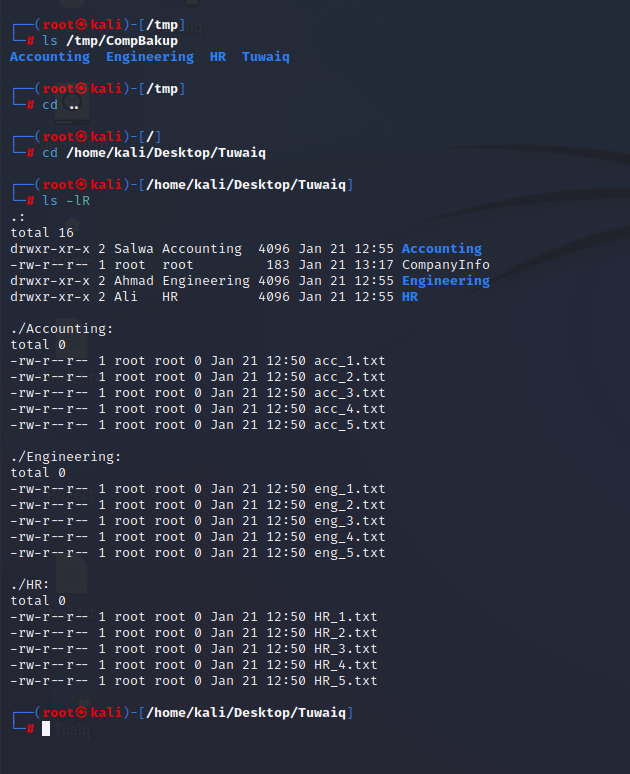 ┌──(root㉿kali)-[/tmp]
└─# ls /tmp/CompBakup
Accounting  Engineering  HR  Tuwaiq

┌──(root㉿kali)-[/tmp]
└─# cd ..

┌──(root㉿kali)-[/]
└─# cd /home/kali/Desktop/Tuwaiq

┌──(root㉿kali)-[/home/kali/Desktop/Tuwaiq]
└─# ls -lR
.:
total 16
drwxr-xr-x 2 Salwa Accounting  4096 Jan 21 12:55 Accounting
-rw-r--r-- 1 root  root         183 Jan 21 13:17 CompanyInfo
drwxr-xr-x 2 Ahmad Engineering 4096 Jan 21 12:55 Engineering
drwxr-xr-x 2 Ali   HR          4096 Jan 21 12:55 HR

./Accounting:
total 0
-rw-r--r-- 1 root root 0 Jan 21 12:50 acc_1.txt
-rw-r--r-- 1 root root 0 Jan 21 12:50 acc_2.txt
-rw-r--r-- 1 root root 0 Jan 21 12:50 acc_3.txt
-rw-r--r-- 1 root root 0 Jan 21 12:50 acc_4.txt
-rw-r--r-- 1 root root 0 Jan 21 12:50 acc_5.txt

./Engineering:
total 0
-rw-r--r-- 1 root root 0 Jan 21 12:50 eng_1.txt
-rw-r--r-- 1 root root 0 Jan 21 12:50 eng_2.txt
-rw-r--r-- 1 root root 0 Jan 21 12:50 eng_3.txt
-rw-r--r-- 1 root root 0 Jan 21 12:50 eng_4.txt
-rw-r--r-- 1 root root 0 Jan 21 12:50 eng_5.txt

./HR:
total 0
-rw-r--r-- 1 root root 0 Jan 21 12:50 HR_1.txt
-rw-r--r-- 1 root root 0 Jan 21 12:50 HR_2.txt
-rw-r--r-- 1 root root 0 Jan 21 12:50 HR_3.txt
-rw-r--r-- 1 root root 0 Jan 21 12:50 HR_4.txt
-rw-r--r-- 1 root root 0 Jan 21 12:50 HR_5.txt

┌──(root㉿kali)-[/home/kali/Desktop/Tuwaiq]
└─#